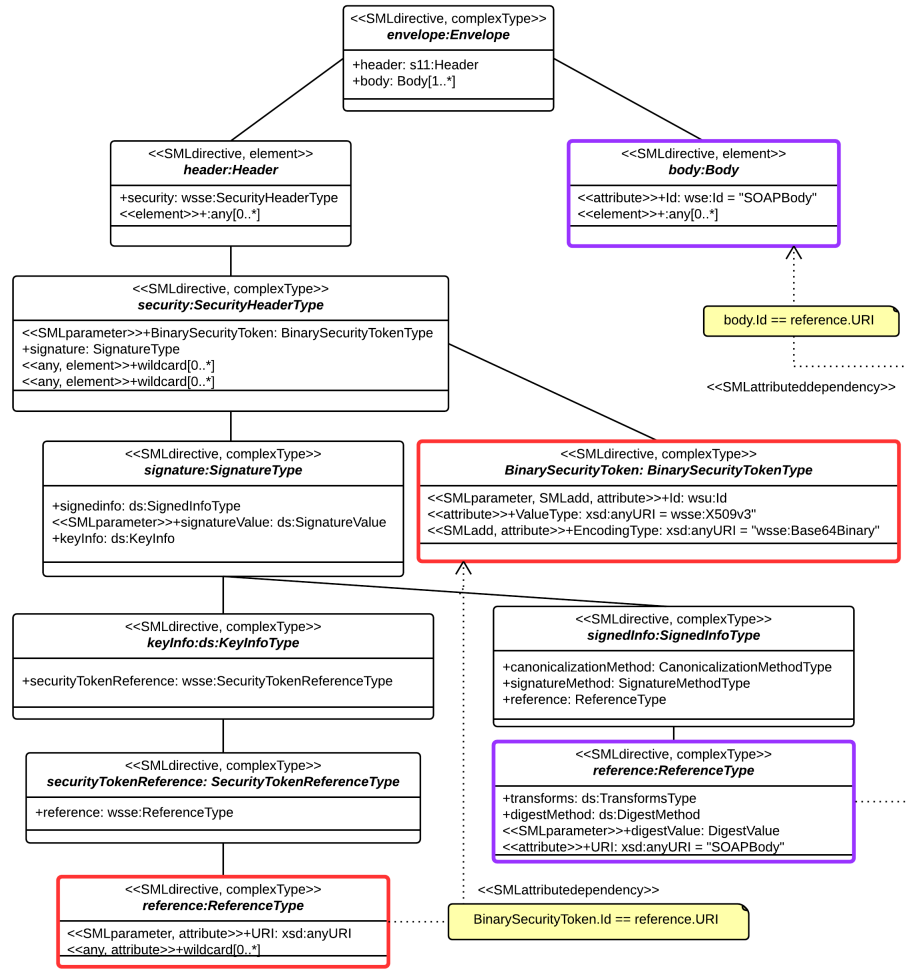 <<SMLdirective, complexType>>
envelope:Envelope
+header: s11:Header
+body: Body[1..*]
<<SMLdirective, element>>
header:Header
+security: wsse:SecurityHeaderType
<<element>>+:any[0..*]
<<SMLdirective, element>>
body:Body
<<attribute>>+Id: wse:Id = "SOAPBody"
<<element>>+:any[0..*]
<<SMLdirective, complexType>>
security:SecurityHeaderType
<<SMLparameter>>+BinarySecurityToken: BinarySecurityTokenType
+signature: SignatureType
<<any, element>>+wildcard[0..*]
<<any, element>>+wildcard[0..*]
body.Id == reference.URI
<<SMLattributeddependency>>
<<SMLdirective, complexType>>
signature:SignatureType
+signedinfo: ds:SignedInfoType
<<SMLparameter>>+signatureValue: ds:SignatureValue
+keyInfo: ds:KeyInfo
<<SMLdirective, complexType>>
BinarySecurityToken: BinarySecurityTokenType
<<SMLparameter, SMLadd, attribute>>+Id: wsu:Id
<<attribute>>+ValueType: xsd:anyURI = wsse:X509v3"
<<SMLadd, attribute>>+EncodingType: xsd:anyURI = "wsse:Base64Binary"
<<SMLdirective, complexType>>
keyInfo:ds:KeyInfoType
+securityTokenReference: wsse:SecurityTokenReferenceType
<<SMLdirective, complexType>>
signedInfo:SignedInfoType
+canonicalizationMethod: CanonicalizationMethodType
+signatureMethod: SignatureMethodType
+reference: ReferenceType
<<SMLdirective, complexType>>
securityTokenReference: SecurityTokenReferenceType
+reference: wsse:ReferenceType
<<SMLdirective, complexType>>
reference:ReferenceType
+transforms: ds:TransformsType
+digestMethod: ds:DigestMethod
<<SMLparameter>>+digestValue: DigestValue
<<attribute>>+URI: xsd:anyURI = "SOAPBody"
<<SMLdirective, complexType>>
reference:ReferenceType
<<SMLparameter, attribute>>+URI: xsd:anyURI
<<any, attribute>>+wildcard[0..*]
<<SMLattributedependency>>
BinarySecurityToken.Id == reference.URI